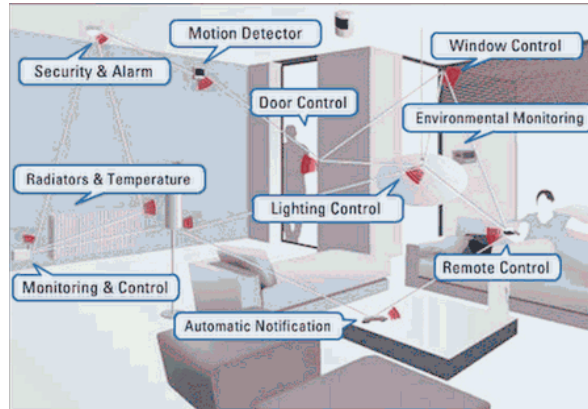 Motion Detector
Window Control
Security & Alarm
Door Control
Environmental Monitoring
Radiators & Temperature
Lighting Control
Remote Control
Monitoring & Control
Automatic Notification